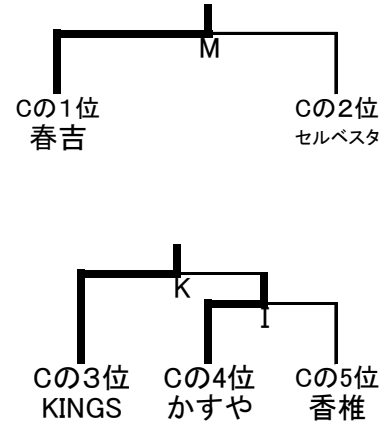 M
Cの1位 Cの2位
春吉 セルベスタ
K
I
Cの3位 Cの4位 Cの5位
KINGS かすや 香椎